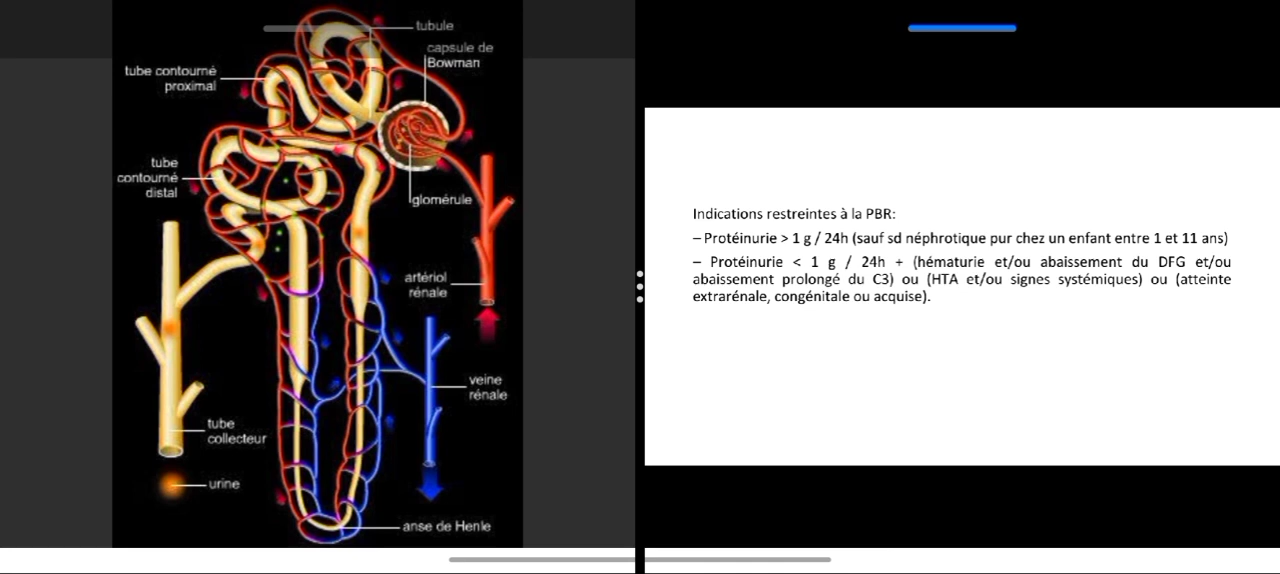 tubule
capsule de
Bowman
tube contourné
proximal
tube
contourné
distal
glomérule
artériol
rénale
veine
rénale
tube
collecteur
urine
anse de Henle
Indications restreintes à la PBR:
– Protéinurie > 1 g / 24h (sauf sd néphrotique pur chez un enfant entre 1 et 11 ans)
– Protéinurie < 1 g / 24h + (hématurie et/ou abaissement du DFG et/ou
abaissement prolongé du C3) ou (HTA et/ou signes systémiques) ou (atteinte
extrarénale, congénitale ou acquise).